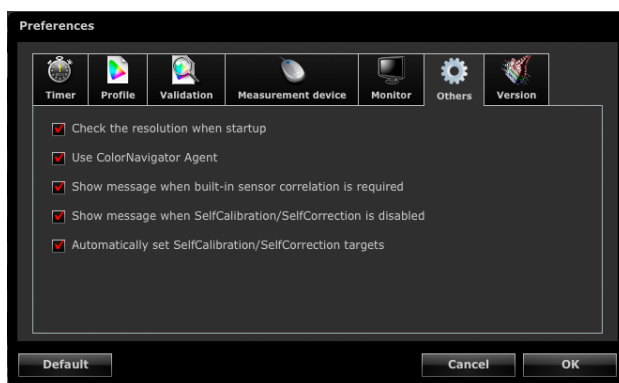 Preferences
Timer
Profile
Validation
Measurement device
Monitor
Others
Version
Check the resolution when startup
Use ColorNavigator Agent
Show message when built-in sensor correlation is required
Show message when SelfCalibration/SelfCorrection is disabled
Automatically set SelfCalibration/SelfCorrection targets
Default
Cancel
OK